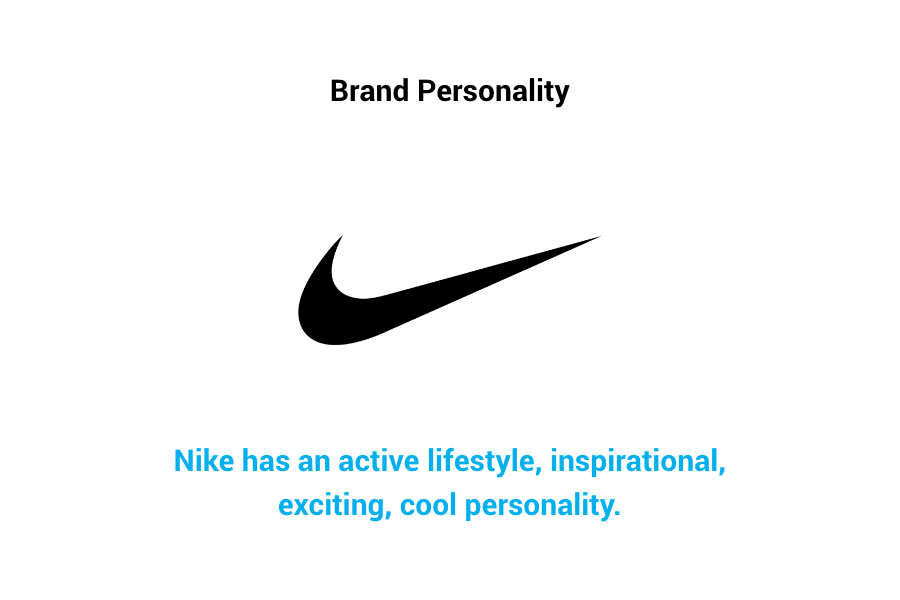 Brand Personality
Nike has an active lifestyle, inspirational,
exciting, cool personality.